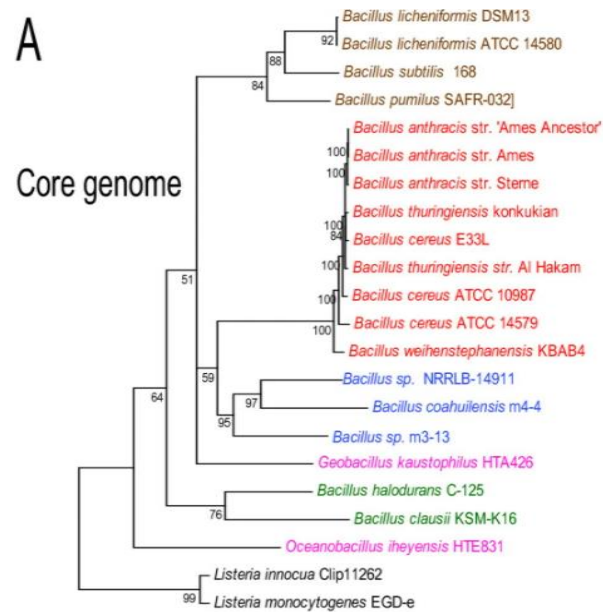 A
Core genome
Bacillus licheniformis DSM13
92
Bacillus licheniformis ATCC 14580
88
Bacillus subtilis 168
84
Bacillus pumilus SAFR-032]
Bacillus anthracis str. 'Ames Ancestor'
100
Bacillus anthracis str. Ames
100
Bacillus anthracis str. Sterne
Bacillus thuringiensis konkukian
100
84
Bacillus cereus E33L
100
Bacillus thuringiensis str. Al Hakam
100
Bacillus cereus ATCC 10987
Bacillus cereus ATCC 14579
100
Bacillus weihenstephanensis KBAB4
51
59
Bacillus sp. NRRLB-14911
97
Bacillus coahuilensis m4-4
95
Bacillus sp. m3-13
64
Geobacillus kaustophilus HTA426
Bacillus halodurans C-125
76
Bacillus clausii KSM-K16
Oceanobacillus iheyensis HTE831
Listeria innocua Clip11262
99
Listeria monocytogenes EGD-e